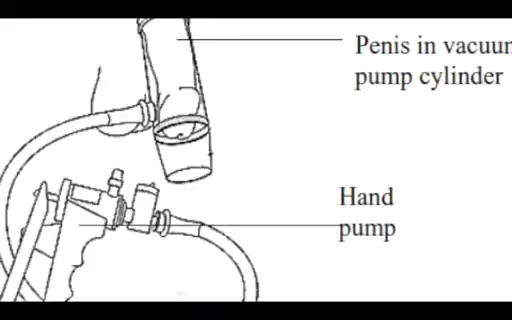 Penis in vacuum
pump cylinder
Hand
pump